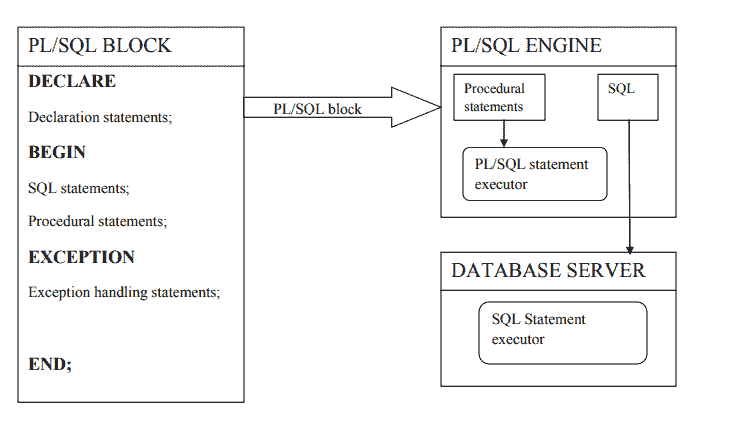 PL/SQL BLOCK
DECLARE
Declaration statements;
BEGIN
SQL statements;
Procedural statements;
EXCEPTION
Exception handling statements;
END;
PL/SQL block
PL/SQL ENGINE
Procedural
statements
SQL
PL/SQL statement
executor
DATABASE SERVER
SQL Statement
executor